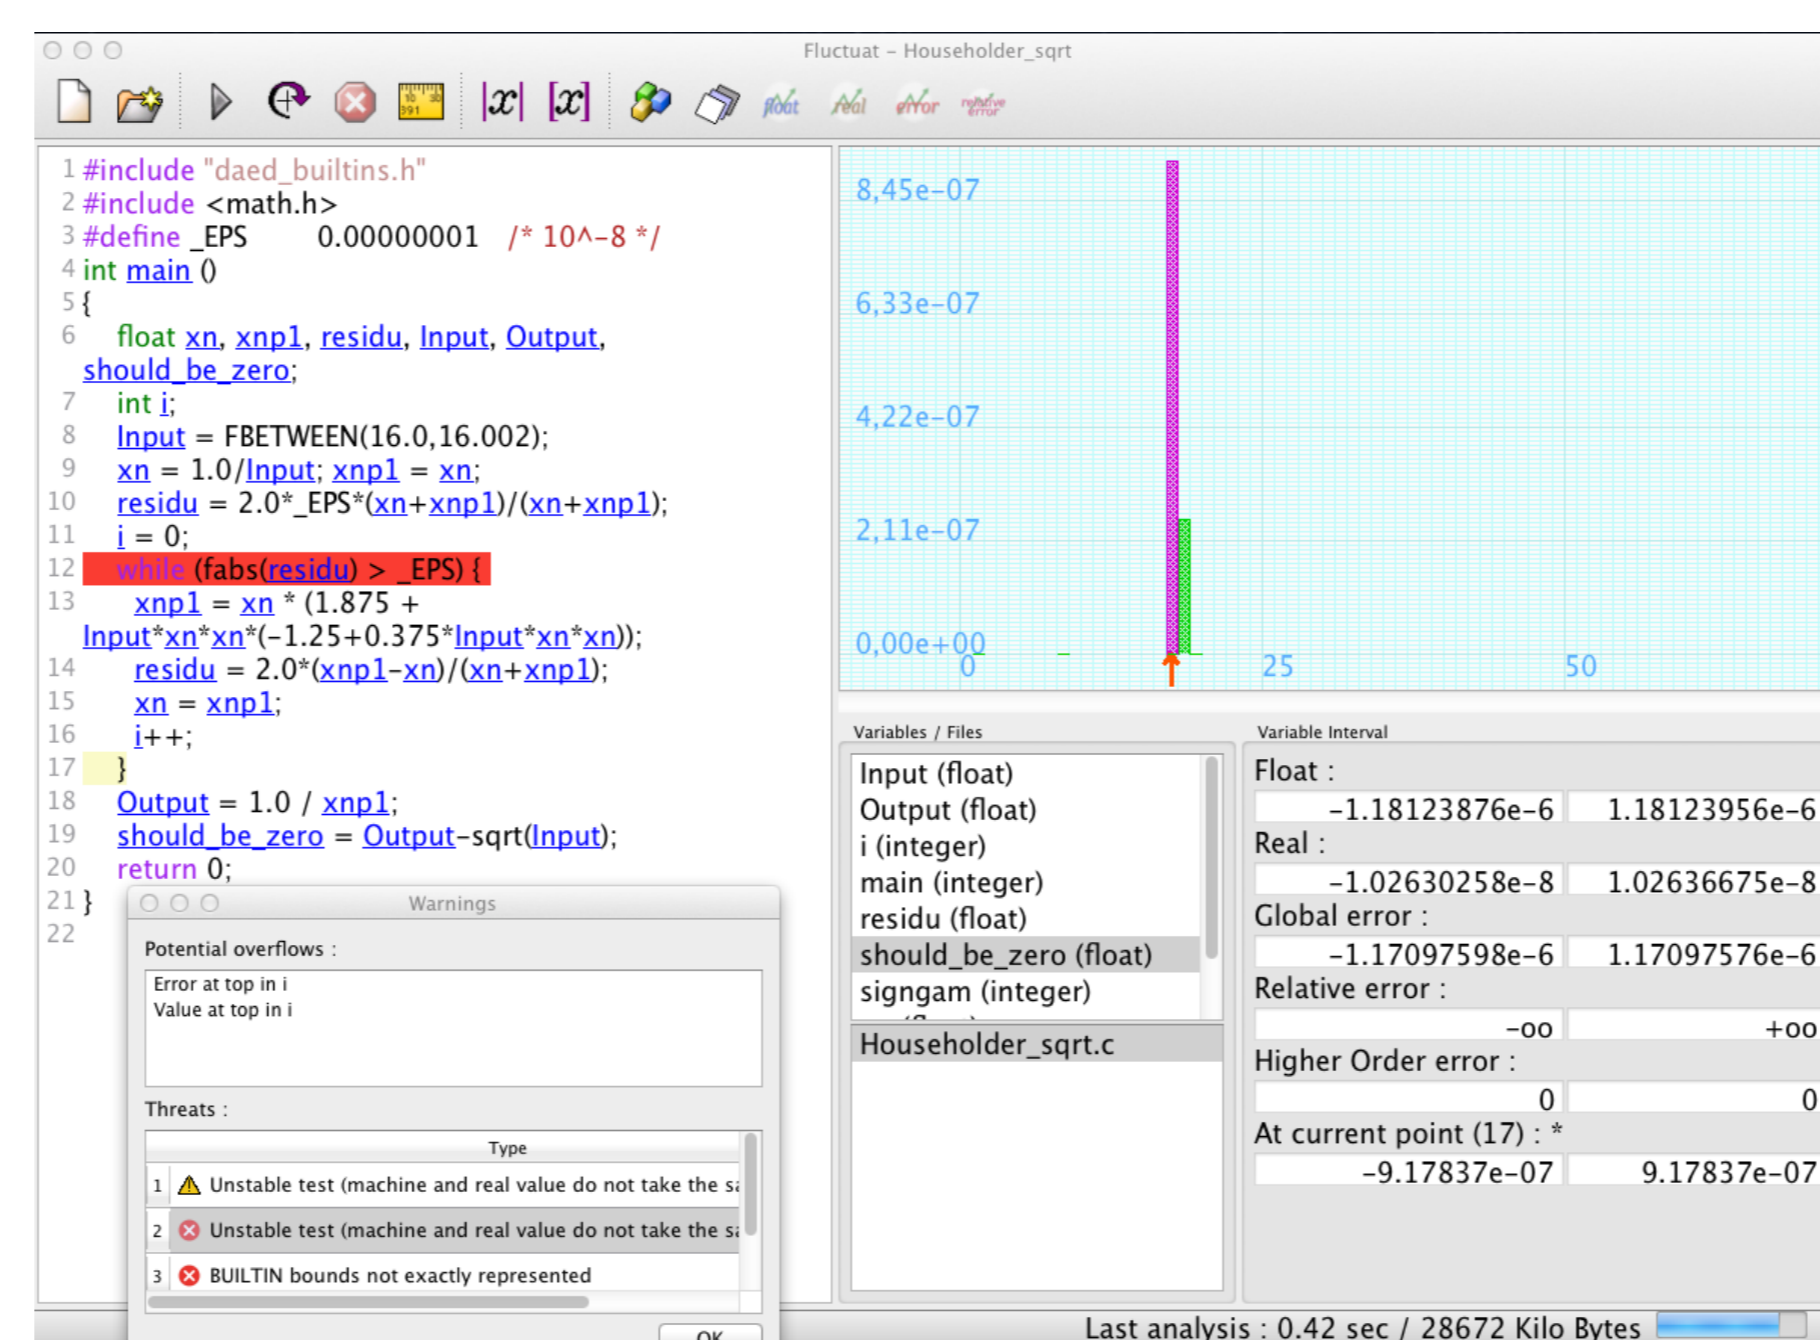 Fluctuat – Householder_sqrt
391
|x| [x] float real error relative error
1 #include "daed_builtins.h"
2 #include <math.h>
3 #define _EPS 0.00000001 /* 10^-8 */
4 int main ()
5 {
6 float xn, xnp1, residu, Input, Output,
should_be_zero;
7 int i;
8 Input = FBETWEEN(16.0,16.002);
9 xn = 1.0/Input; xnp1 = xn;
10 residu = 2.0*_EPS*(xn+xnp1)/(xn+xnp1);
11 i = 0;
12 while (fabs(residu) > _EPS) {
13 xnp1 = xn * (1.875 +
Input*xn*xn*(-1.25+0.375*Input*xn*xn));
14 residu = 2.0*(xnp1-xn)/(xn+xnp1);
15 xn = xnp1;
16 i++;
17 }
18 Output = 1.0 / xnp1;
19 should_be_zero = Output-sqrt(Input);
20 return 0;
21 }
22
Warnings
Potential overflows :
Error at top in i
Value at top in i
Threats :
Type
1 Unstable test (machine and real value do not take the sa
2 Unstable test (machine and real value do not take the sa
3 BUILTIN bounds not exactly represented
OK
8,45e-07
6,33e-07
4,22e-07
2,11e-07
0,00e+00
0 25 50
Variables / Files
Input (float)
Output (float)
i (integer)
main (integer)
residu (float)
should_be_zero (float)
signgam (integer)
Householder_sqrt.c
Variable Interval
Float :
-1.18123876e-6 1.18123956e-6
Real :
-1.02630258e-8 1.02636675e-8
Global error :
-1.17097598e-6 1.17097576e-6
Relative error :
-oo +oo
Higher Order error :
0 0
At current point (17) : *
-9.17837e-07 9.17837e-07
Last analysis : 0.42 sec / 28672 Kilo Bytes